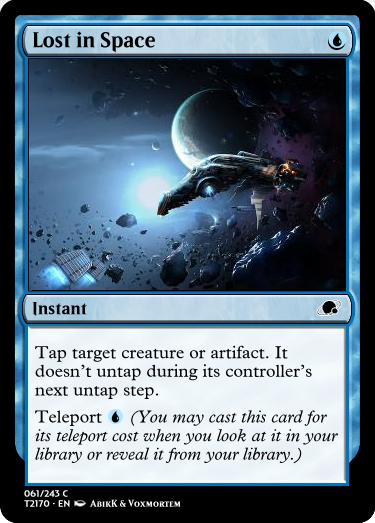 Lost in Space
Instant
Tap target creature or artifact. It
doesn't untap during its controller's
next untap step.
Teleport (You may cast this card for
its teleport cost when you look at it in your
library or reveal it from your library.)
061/243 C
T2170 • EN AbikK & Voxmortem